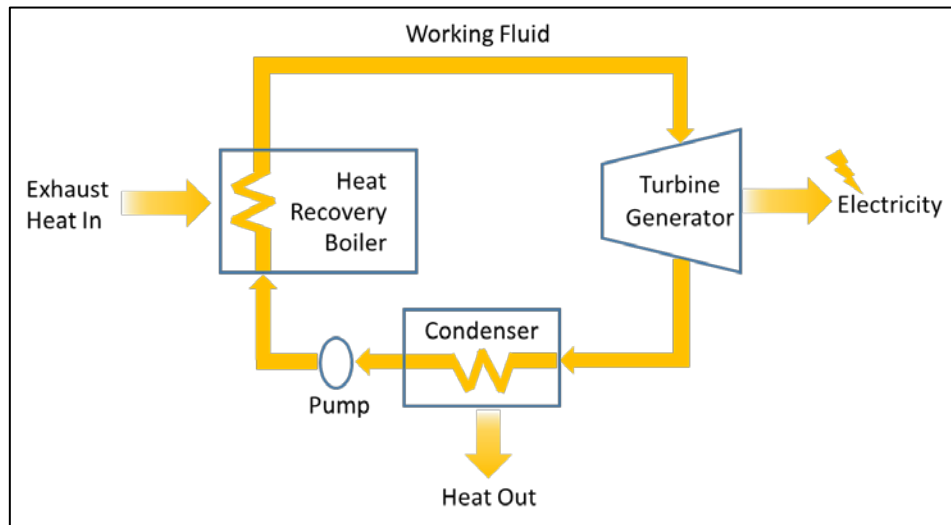 Working Fluid
Exhaust
Heat In
Heat
Recovery
Boiler
Turbine
Generator
Electricity
Condenser
Pump
Heat Out